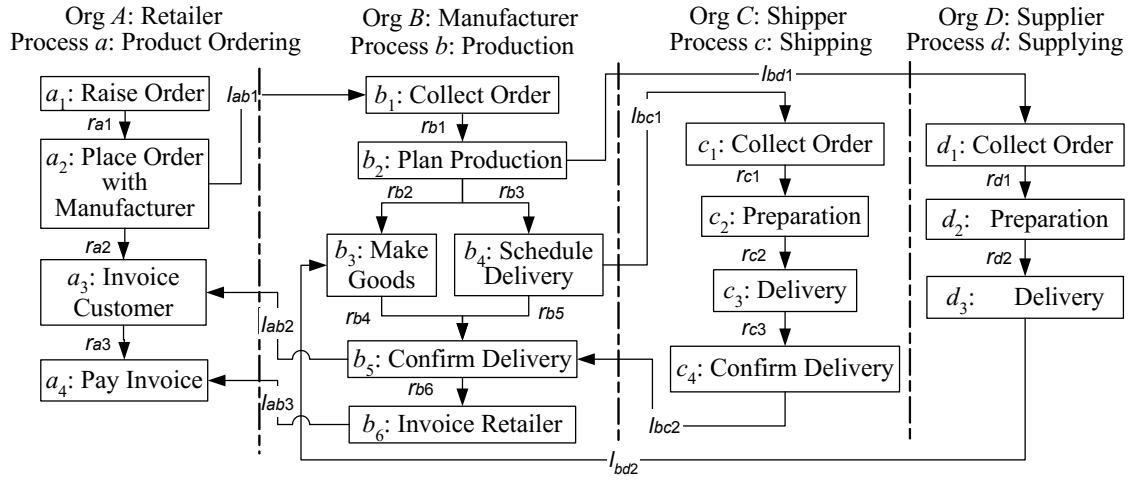 Org A: Retailer
Process a: Product Ordering
a1: Raise Order
ra1
a2: Place Order
with
Manufacturer
ra2
a3: Invoice
Customer
ra3
a4: Pay Invoice
lab1
lab2
lab3
Org B: Manufacturer
Process b: Production
b1: Collect Order
rb1
b2: Plan Production
rb2
rb3
b3: Make
Goods
b4: Schedule
Delivery
rb4
rb5
b5: Confirm Delivery
rb6
b6: Invoice Retailer
lbc1
lbc2
lbd1
lbd2
Org C: Shipper
Process c: Shipping
c1: Collect Order
rc1
c2: Preparation
rc2
c3: Delivery
rc3
c4: Confirm Delivery
Org D: Supplier
Process d: Supplying
d1: Collect Order
rd1
d2: Preparation
rd2
d3: Delivery